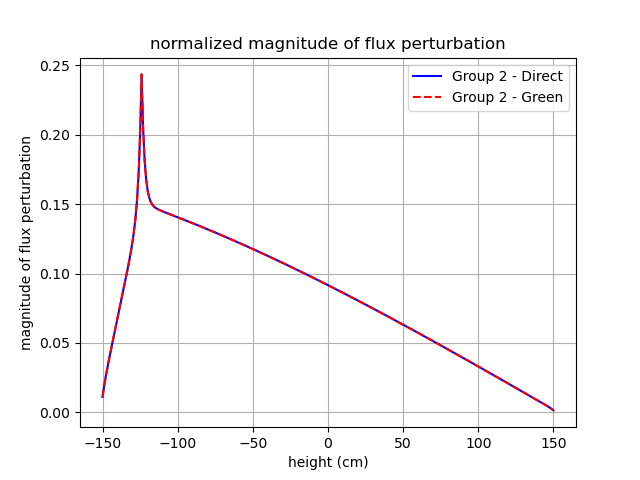 normalized magnitude of flux perturbation
Group 2 - Direct
Group 2 - Green
magnitude of flux perturbation
0.25
0.20
0.15
0.10
0.05
0.00
−150 −100 −50 0 50 100 150
height (cm)